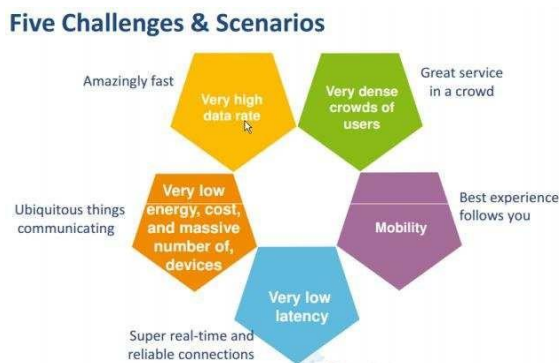 Five Challenges & Scenarios
Amazingly fast
Very high
data rate
Very dense
crowds of
users
Great service
in a crowd
Ubiquitous things
communicating
Very low
energy, cost,
and massive
number of,
devices
Mobility
Best experience
follows you
Very low
latency
Super real-time and
reliable connections